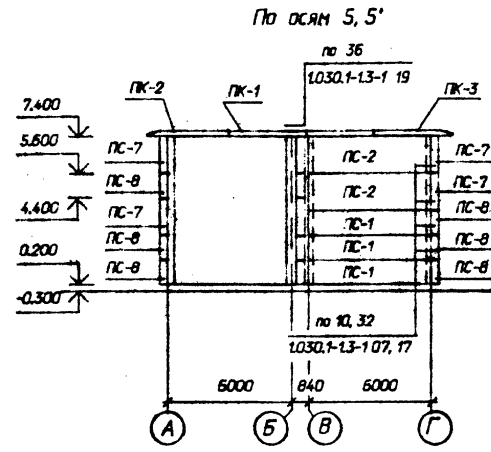 По осям 5, 5'
по 36
1.030.1-1.3-1 19
ПК-2
ПК-1
ПК-3
7.400
5.600
4.400
0.200
-0.300
ПС-7
ПС-8
ПС-7
ПС-8
ПС-8
ПС-2
ПС-2
ПС-1
ПС-1
ПС-1
ПС-7
ПС-7
ПС-8
ПС-8
ПС-8
по 10, 32
1.030.1-1.3-1 07, 17
6000
840
6000
А
Б
В
Г